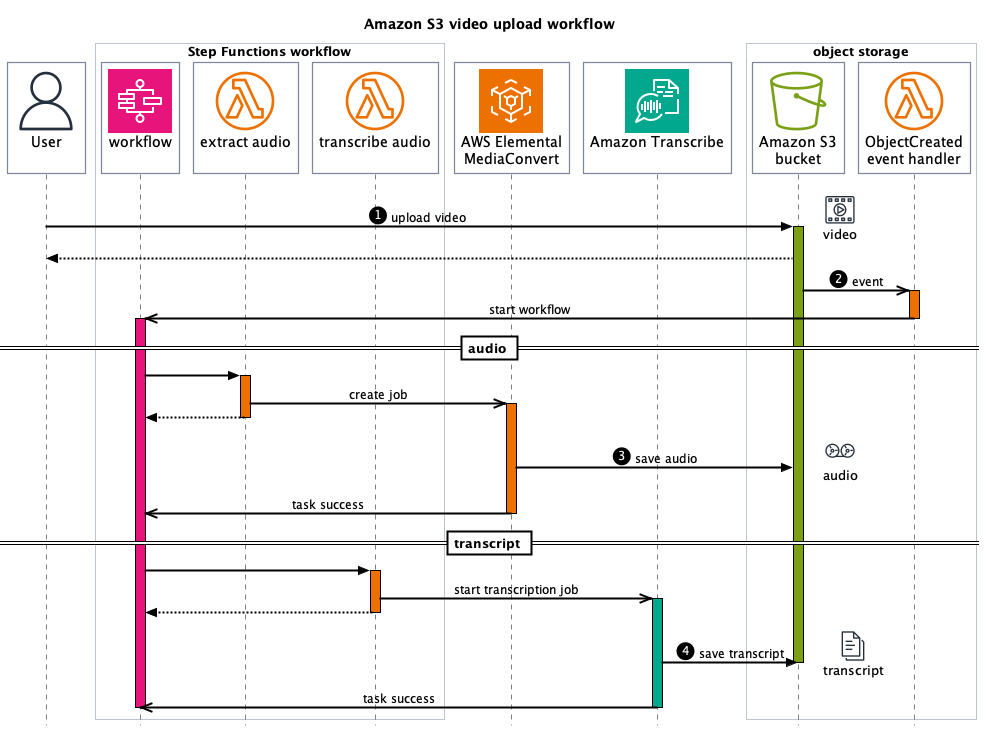 Amazon S3 video upload workflow
Step Functions workflow
object storage
User
workflow
extract audio
transcribe audio
AWS Elemental
MediaConvert
Amazon Transcribe
Amazon S3
bucket
ObjectCreated
event handler
1 upload video
video
2 event
start workflow
audio
create job
3 save audio
audio
task success
transcript
start transcription job
4 save transcript
transcript
task success